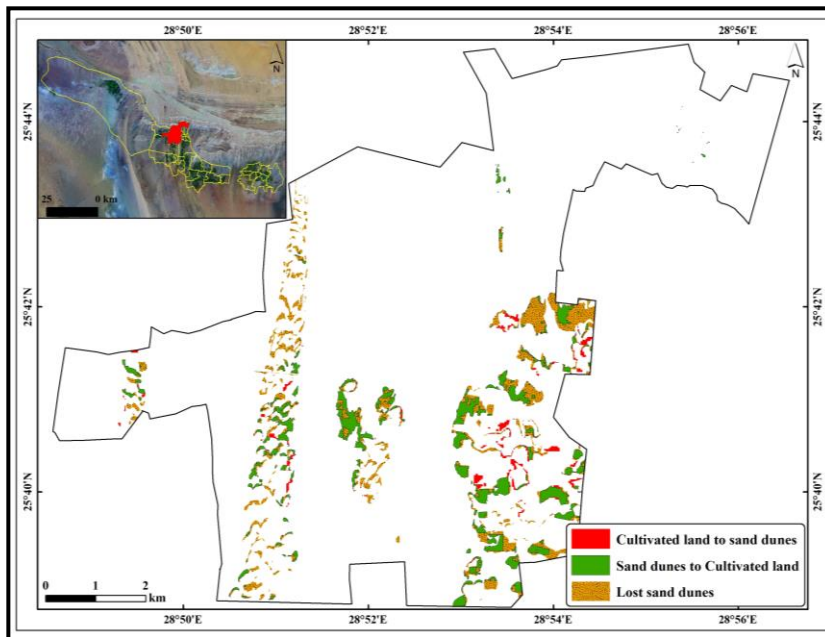 28°50'E 28°52'E 28°54'E 28°56'E
N
N
25°44'N
25°44'N
25 0 km
25°42'N
25°42'N
25°40'N
25°40'N
Cultivated land to sand dunes
Sand dunes to Cultivated land
Lost sand dunes
0 1 2
km
28°50'E 28°52'E 28°54'E 28°56'E